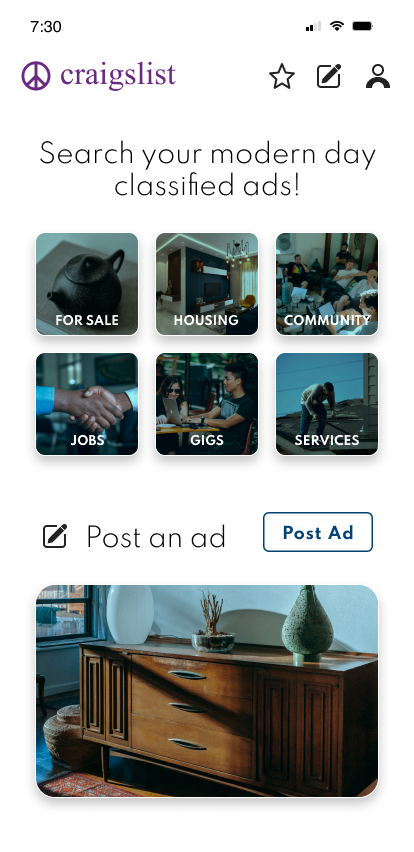 7:30
craigslist
Search your modern day
classified ads!
FOR SALE
HOUSING
COMMUNITY
JOBS
GIGS
SERVICES
Post an ad
Post Ad